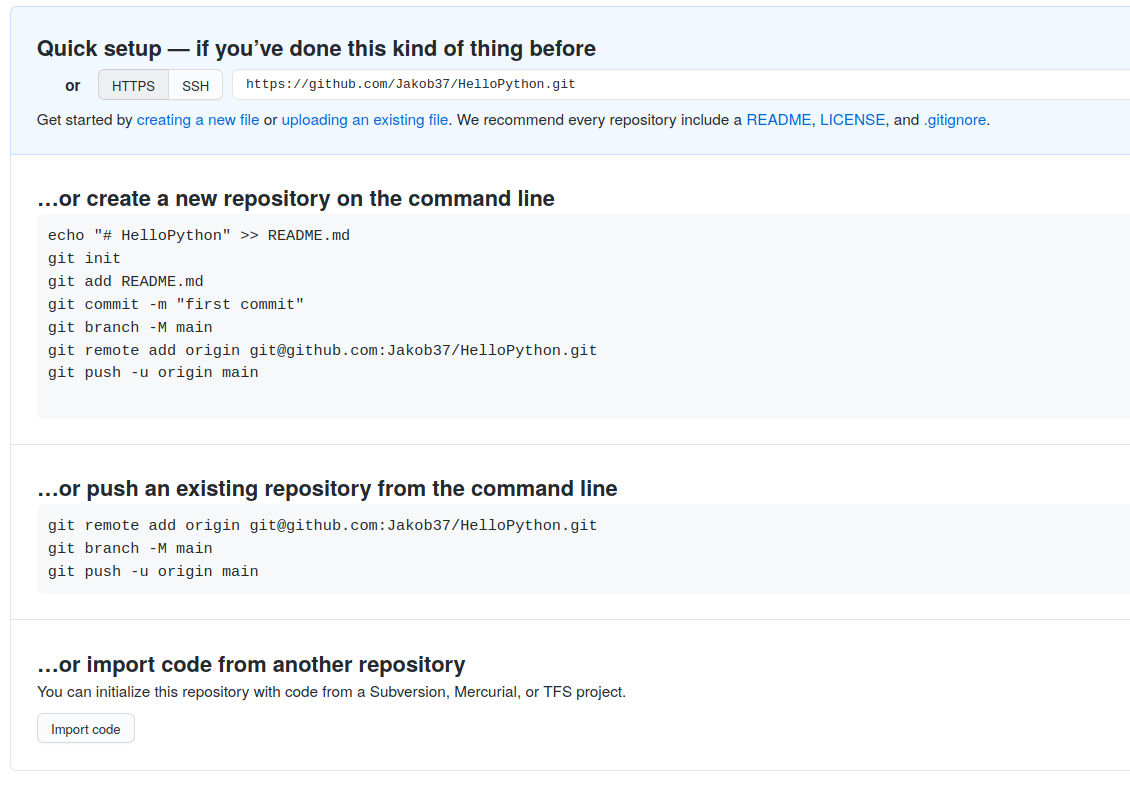 Quick setup — if you’ve done this kind of thing before
or HTTPS SSH https://github.com/Jakob37/HelloPython.git
Get started by creating a new file or uploading an existing file. We recommend every repository include a README, LICENSE, and .gitignore.
…or create a new repository on the command line
echo "# HelloPython" >> README.md
git init
git add README.md
git commit -m "first commit"
git branch -M main
git remote add origin git@github.com:Jakob37/HelloPython.git
git push -u origin main
…or push an existing repository from the command line
git remote add origin git@github.com:Jakob37/HelloPython.git
git branch -M main
git push -u origin main
…or import code from another repository
You can initialize this repository with code from a Subversion, Mercurial, or TFS project.
Import code